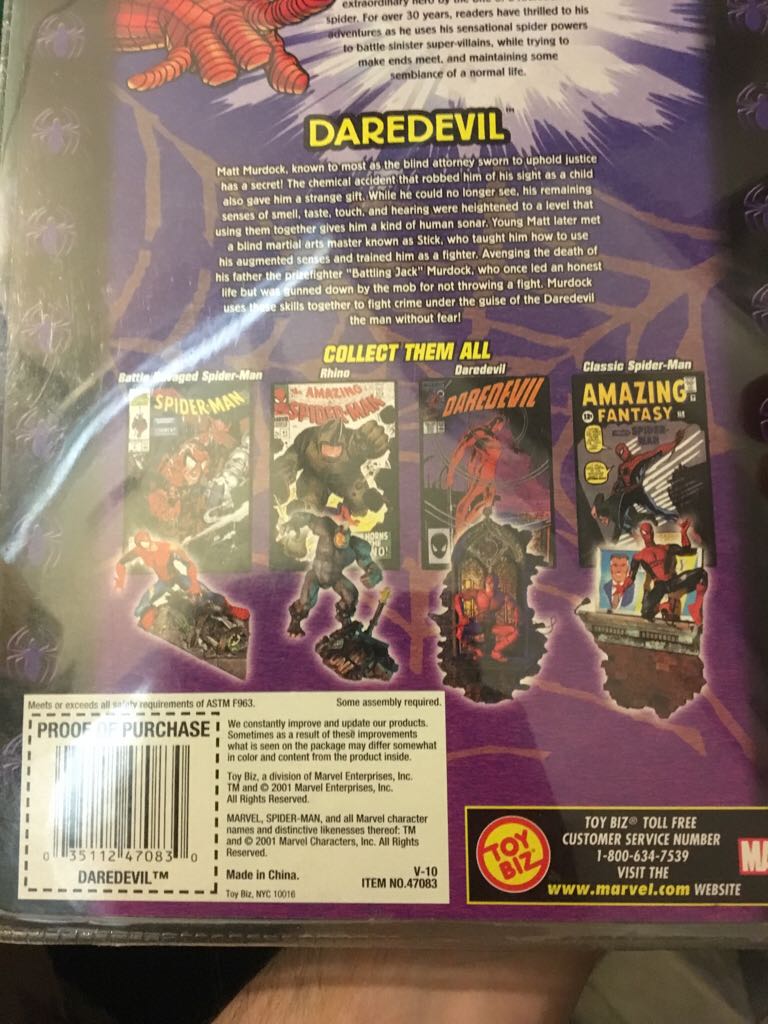 extraordinary hero by the
spider. For over 30 years, readers have thrilled to his
adventures as he uses his sensational spider powers
to battle sinister super-villains, while trying to
make ends meet, and maintaining some
semblance of a normal life.
DAREDEVIL™
Matt Murdock, known to most as the blind attorney sworn to uphold justice
has a secret! The chemical accident that robbed him of his sight as a child
also gave him a strange gift. While he could no longer see, his remaining
senses of smell, taste, touch, and hearing were heightened to a level that
using them together gives him a kind of human sonar. Young Matt later met
a blind martial arts master known as Stick, who taught him how to use
his augmented senses and trained him as a fighter. Avenging the death of
his father the prizefighter "Battling Jack" Murdock, who once led an honest
life but was gunned down by the mob for not throwing a fight. Murdock
uses these skills together to fight crime under the guise of the Daredevil
the man without fear!
COLLECT THEM ALL
Battle Ravaged Spider-Man
Rhino
Daredevil
Classic Spider-Man
SPIDER-MAN
THE AMAZING
SPIDER-MAN
HORNS
DAREDEVIL
AMAZING
FANTASY
SPIDER-
MAN
Meets or exceeds all safety requirements of ASTM F963.
Some assembly required.
PROOF OF PURCHASE
0 35112 47083 0
DAREDEVIL™
We constantly improve and update our products.
Sometimes as a result of these improvements
what is seen on the package may differ somewhat
in color and content from the product inside.
Toy Biz, a division of Marvel Enterprises, Inc.
TM and © 2001 Marvel Enterprises, Inc.
All Rights Reserved.
MARVEL, SPIDER-MAN, and all Marvel character
names and distinctive likenesses thereof: TM
and © 2001 Marvel Characters, Inc. All Rights
Reserved.
Made in China.
V-10
ITEM NO.47083
Toy Biz, NYC 10016
TOY BIZ
TOY BIZ® TOLL FREE
CUSTOMER SERVICE NUMBER
1-800-634-7539
VISIT THE
www.marvel.com WEBSITE
MA